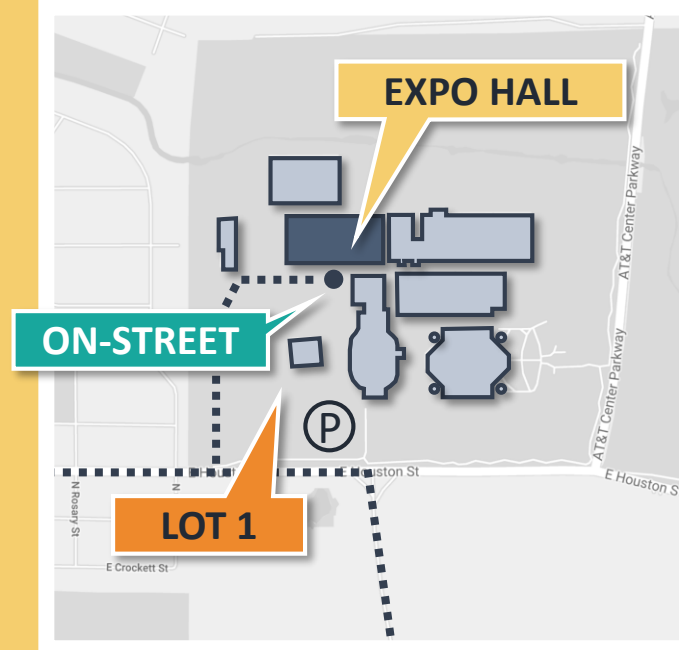 EXPO HALL
AT&T Center Parkway
ON-STREET
AT&T Center Parkway
P
E Houston St
E Houston S
N Rosary St
N
LOT 1
E Crockett St